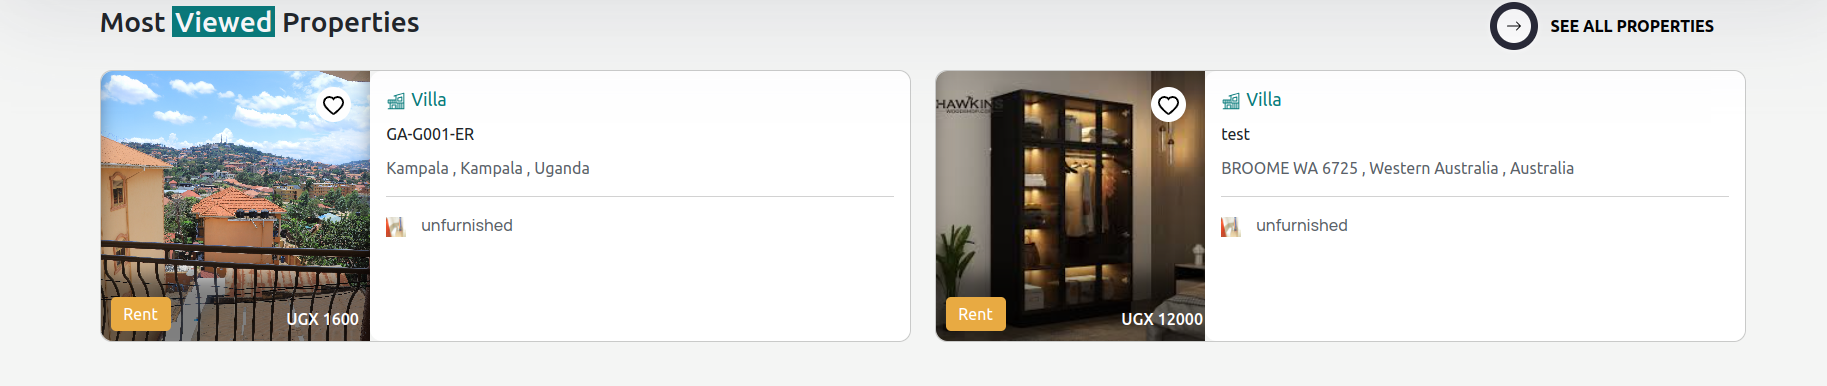 Most Viewed Properties
SEE ALL PROPERTIES
Villa
GA-G001-ER
Kampala , Kampala , Uganda
unfurnished
Rent
UGX 1600
HAWKINS
Villa
test
BROOME WA 6725 , Western Australia , Australia
unfurnished
Rent
UGX 12000